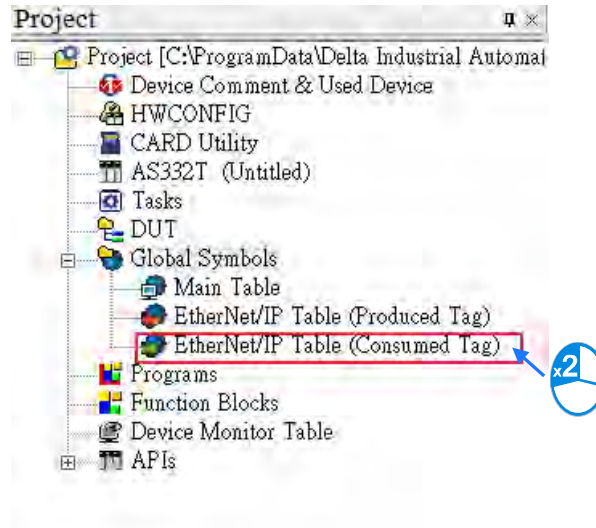 Project
Project [C:\ProgramData\Delta Industrial Automat
Device Comment & Used Device
HWCONFIG
CARD Utility
AS332T (Untitled)
Tasks
DUT
Global Symbols
Main Table
EtherNet/IP Table (Produced Tag)
EtherNet/IP Table (Consumed Tag)
x2
Programs
Function Blocks
Device Monitor Table
APIs